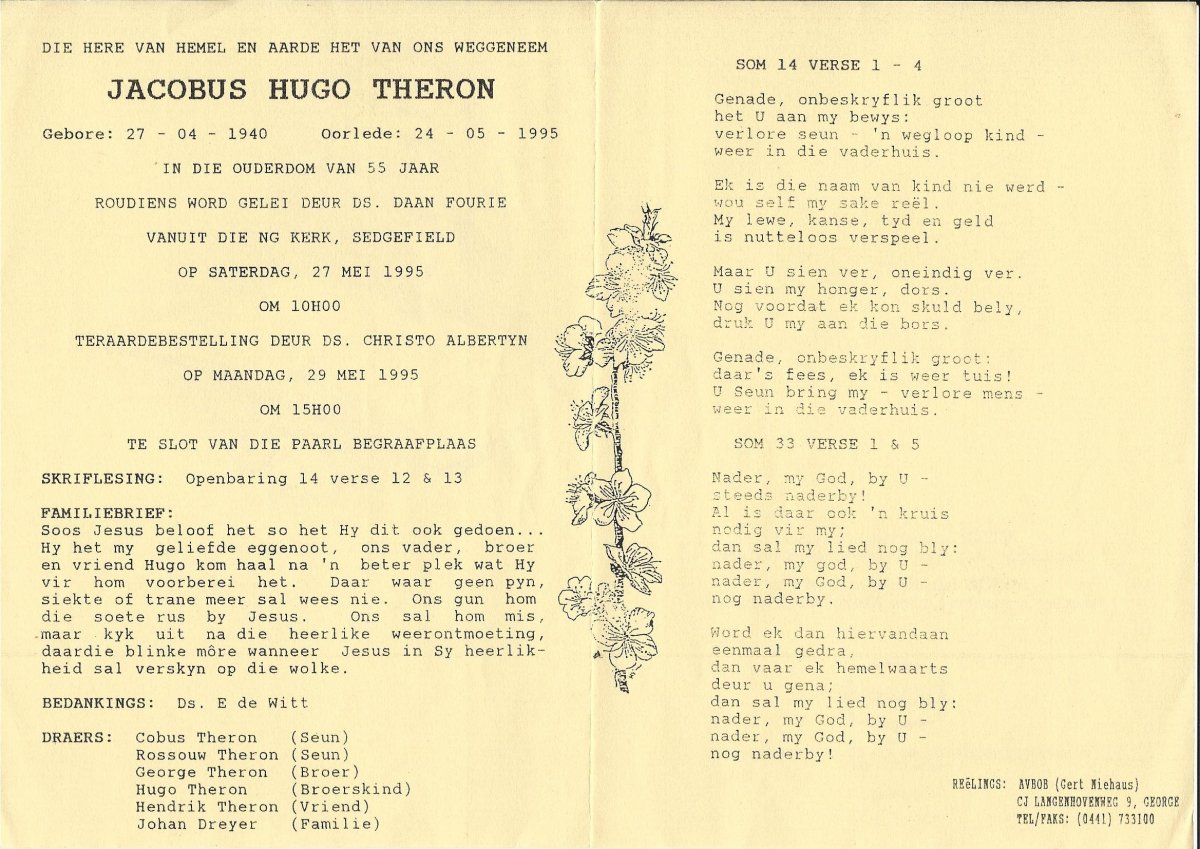 DIE HERE VAN HEMEL EN AARDE HET VAN ONS WEGGENEEM
JACOBUS HUGO THERON
Gebore: 27 - 04 - 1940 Oorlede: 24 - 05 - 1995
IN DIE OUDERDOM VAN 55 JAAR
ROUDIENS WORD GELEI DEUR DS. DAAN FOURIE
VANUIT DIE NG KERK, SEDGEFIELD
OP SATERDAG, 27 MEI 1995
OM 10H00
TERAARDEBESTELLING DEUR DS. CHRISTO ALBERTYN
OP MAANDAG, 29 MEI 1995
OM 15H00
TE SLOT VAN DIE PAARL BEGRAAFPLAAS
SKRIFLESING: Openbaring 14 verse 12 & 13
FAMILIEBRIEF:
Soos Jesus beloof het so het Hy dit ook gedoen...
Hy het my geliefde eggenoot, ons vader, broer
en vriend Hugo kom haal na 'n beter plek wat Hy
vir hom voorberei het. Daar waar geen pyn,
siekte of trane meer sal wees nie. Ons gun hom
die soete rus by Jesus. Ons sal hom mis,
maar kyk uit na die heerlike weerontmoeting,
daardie blinke môre wanneer Jesus in Sy heerlik-
heid sal verskyn op die wolke.
BEDANKINGS: Ds. E de Witt
DRAERS: Cobus Theron (Seun)
Rossouw Theron (Seun)
George Theron (Broer)
Hugo Theron (Broerskind)
Hendrik Theron (Vriend)
Johan Dreyer (Familie)
SOM 14 VERSE 1 - 4
Genade, onbeskryflik groot
het U aan my bewys:
verlore seun - 'n wegloop kind -
weer in die vaderhuis.
Ek is die naam van kind nie werd -
wou self my sake reël.
My lewe, kanse, tyd en geld
is nutteloos verspeel.
Maar U sien ver, oneindig ver.
U sien my honger, dors.
Nog voordat ek kon skuld bely,
druk U my aan die bors.
Genade, onbeskryflik groot:
daar's fees, ek is weer tuis!
U Seun bring my - verlore mens -
weer in die vaderhuis.
SOM 33 VERSE 1 & 5
Nader, my God, by U -
steeds naderby!
Al is daar ook 'n kruis
nodig vir my;
dan sal my lied nog bly:
nader, my god, by U -
nader, my God, by U -
nog naderby.
Word ek dan hiervandaan
eenmaal gedra,
dan vaar ek hemelwaarts
deur u gena;
dan sal my lied nog bly:
nader, my God, by U -
nader, my God, by U -
nog naderby!
REëLINGS: AVBOB (Gert Niehaus)
CJ LANGENHOVENWEG 9, GEORGE
TEL/FAKS: (0441) 733100